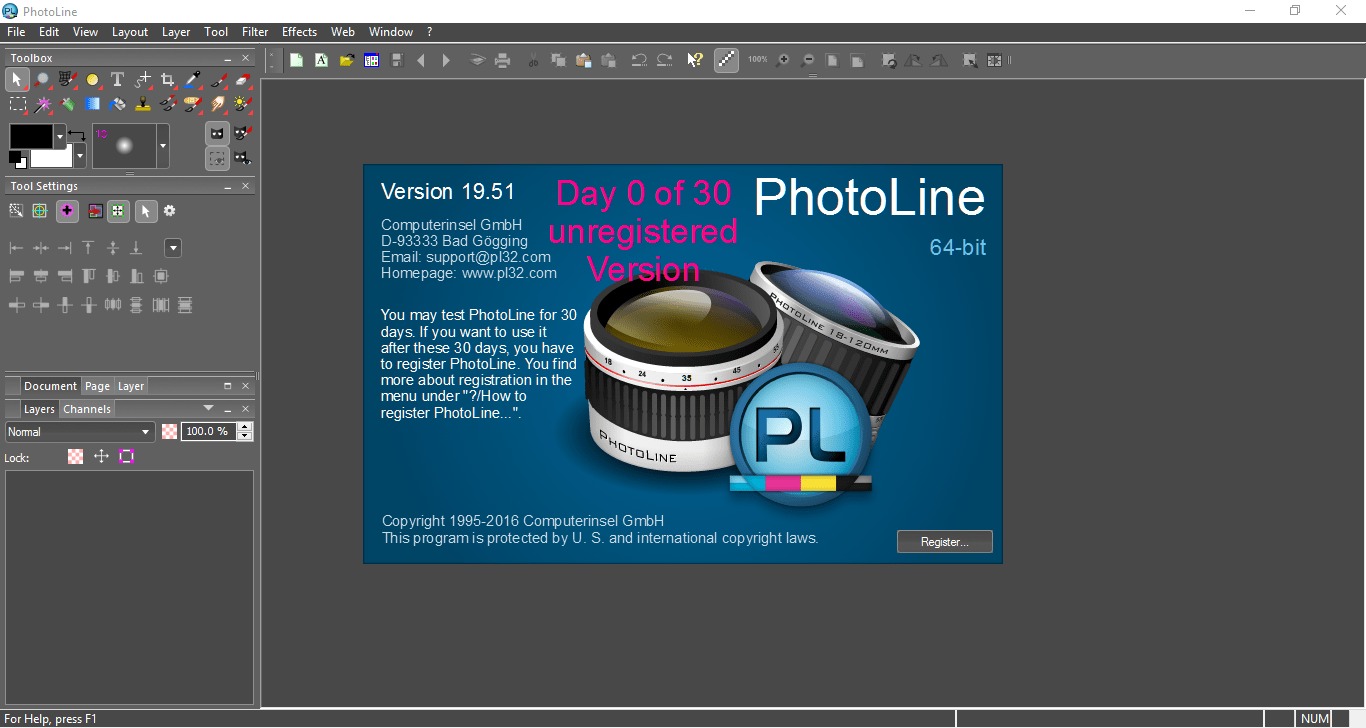 PhotoLine
File Edit View Layout Layer Tool Filter Effects Web Window ?
Toolbox
100%
Tool Settings
Document Page Layer
Layers Channels
Normal 100.0 %
Lock:
Version 19.51
Computerinsel GmbH
D-93333 Bad Gögging
Email: support@pl32.com
Homepage: www.pl32.com
Day 0 of 30
unregistered
Version
PhotoLine
64-bit
You may test PhotoLine for 30
days. If you want to use it
after these 30 days, you have
to register PhotoLine. You find
more about registration in the
menu under "?/How to
register PhotoLine...".
PHOTOLINE 18-120MM
18 24 35 45
PHOTOLINE
PL
Copyright 1995-2016 Computerinsel GmbH
This program is protected by U. S. and international copyright laws.
Register...
For Help, press F1
NUM